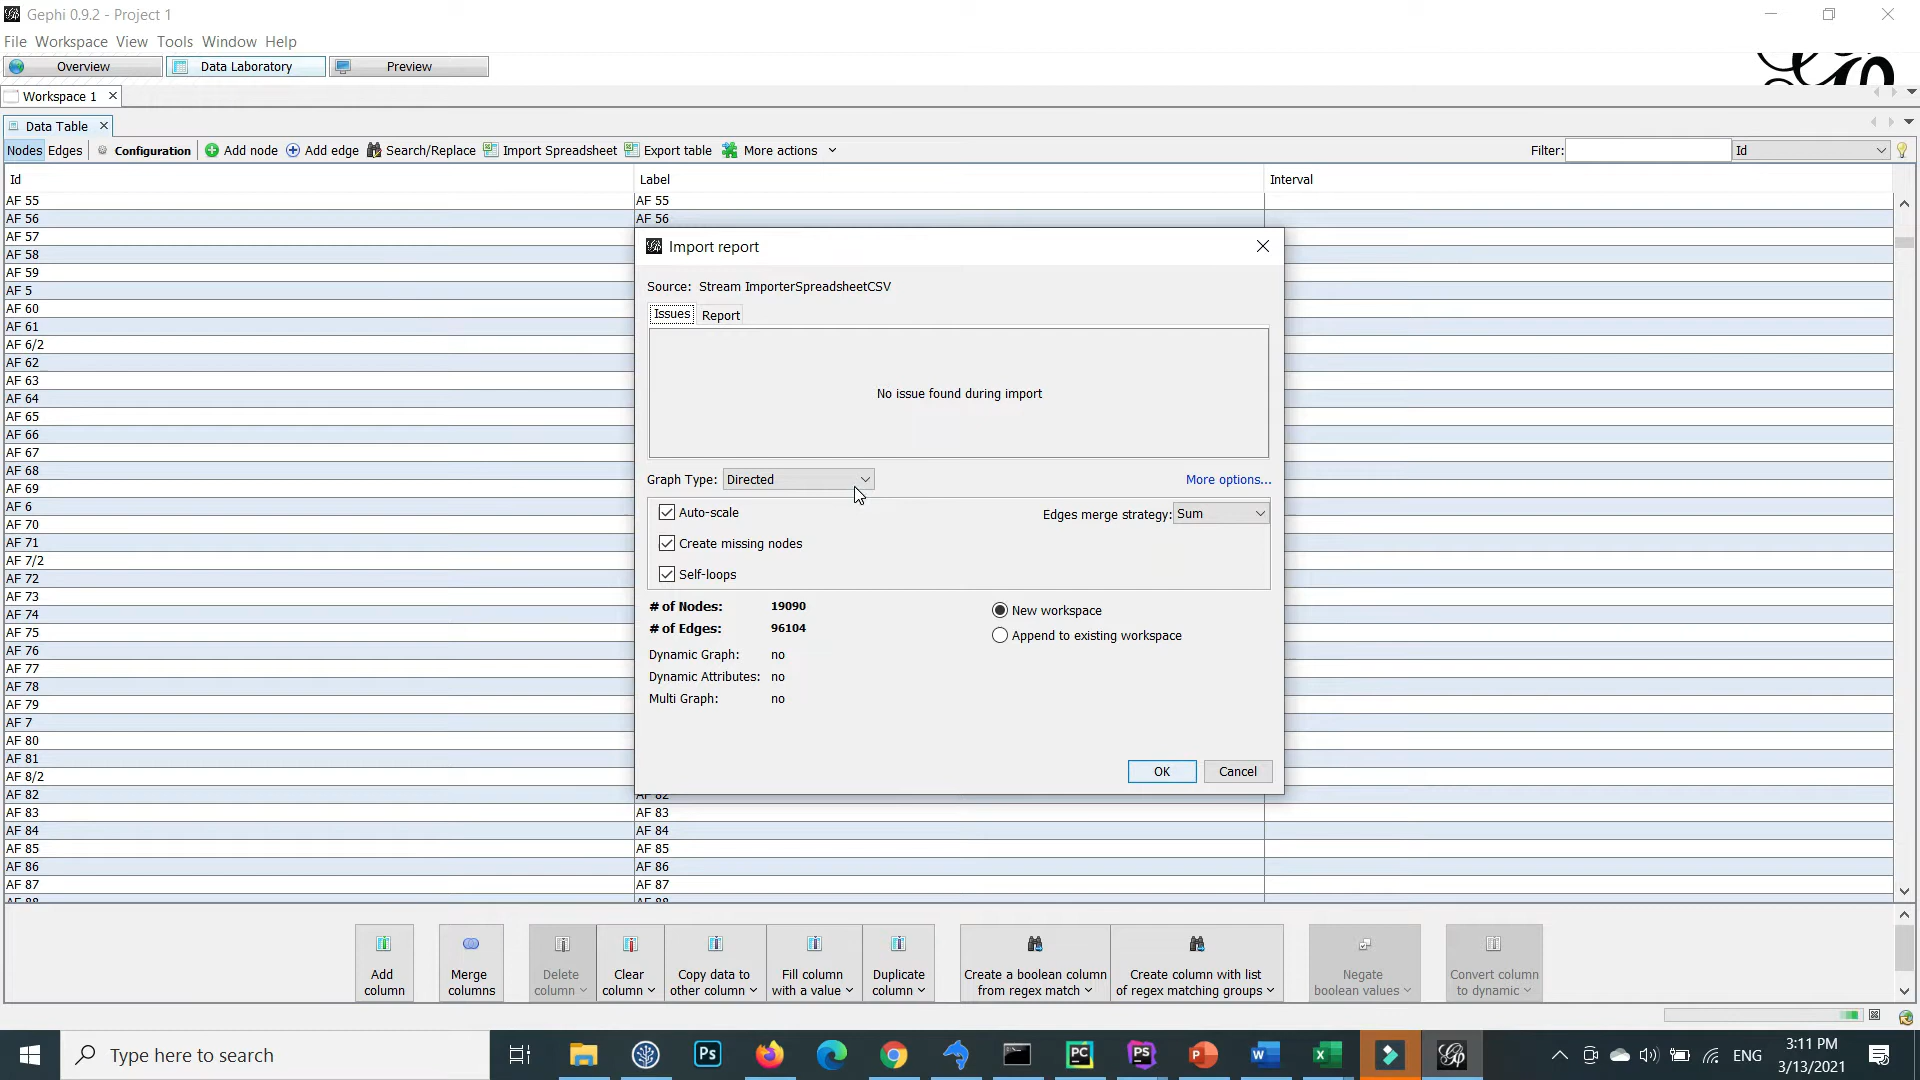 Gephi 0.9.2 - Project 1
File Workspace View Tools Window Help
Overview Data Laboratory Preview
Workspace 1
Data Table
Nodes Edges Configuration Add node Add edge Search/Replace Import Spreadsheet Export table More actions Filter: Id
Id Label Interval
AF 55 AF 55
AF 56 AF 56
AF 57
AF 58
AF 59
AF 5
AF 60
AF 61
AF 6/2
AF 62
AF 63
AF 64
AF 65
AF 66
AF 67
AF 68
AF 69
AF 6
AF 70
AF 71
AF 7/2
AF 72
AF 73
AF 74
AF 75
AF 76
AF 77
AF 78
AF 79
AF 7
AF 80
AF 81
AF 8/2
AF 82 AF 82
AF 83 AF 83
AF 84 AF 84
AF 85 AF 85
AF 86 AF 86
AF 87 AF 87
AF 88 AF 88
Import report
Source: Stream ImporterSpreadsheetCSV
Issues Report
No issue found during import
Graph Type: Directed More options...
Auto-scale Edges merge strategy: Sum
Create missing nodes
Self-loops
# of Nodes: 19090
# of Edges: 96104
Dynamic Graph: no
Dynamic Attributes: no
Multi Graph: no
New workspace
Append to existing workspace
OK Cancel
Add column
Merge columns
Delete column
Clear column
Copy data to other column
Fill column with a value
Duplicate column
Create a boolean column from regex match
Create column with list of regex matching groups
Negate boolean values
Convert column to dynamic
Type here to search
Ps
PC
PS
ENG
3:11 PM
3/13/2021